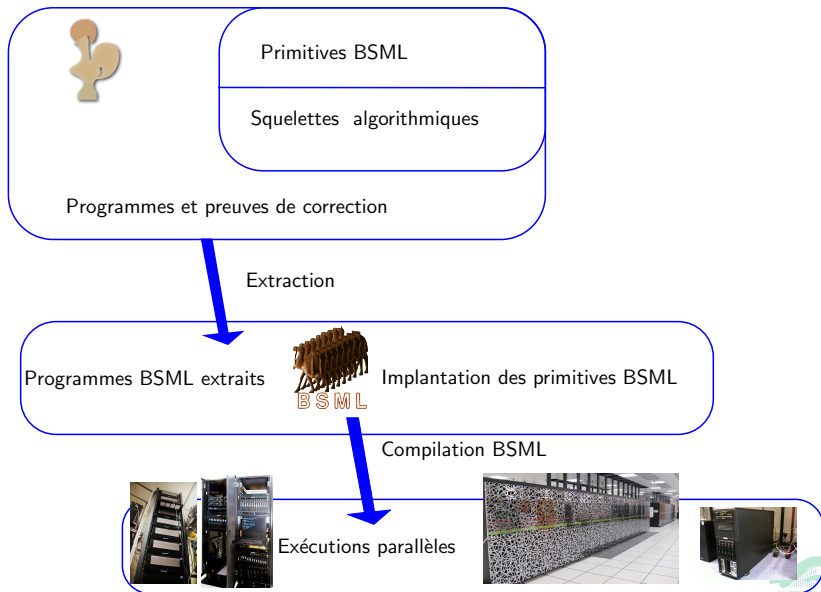 Primitives BSML
Squelettes algorithmiques
Programmes et preuves de correction
Extraction
Programmes BSML extraits
BSML
Implantation des primitives BSML
Compilation BSML
Exécutions parallèles